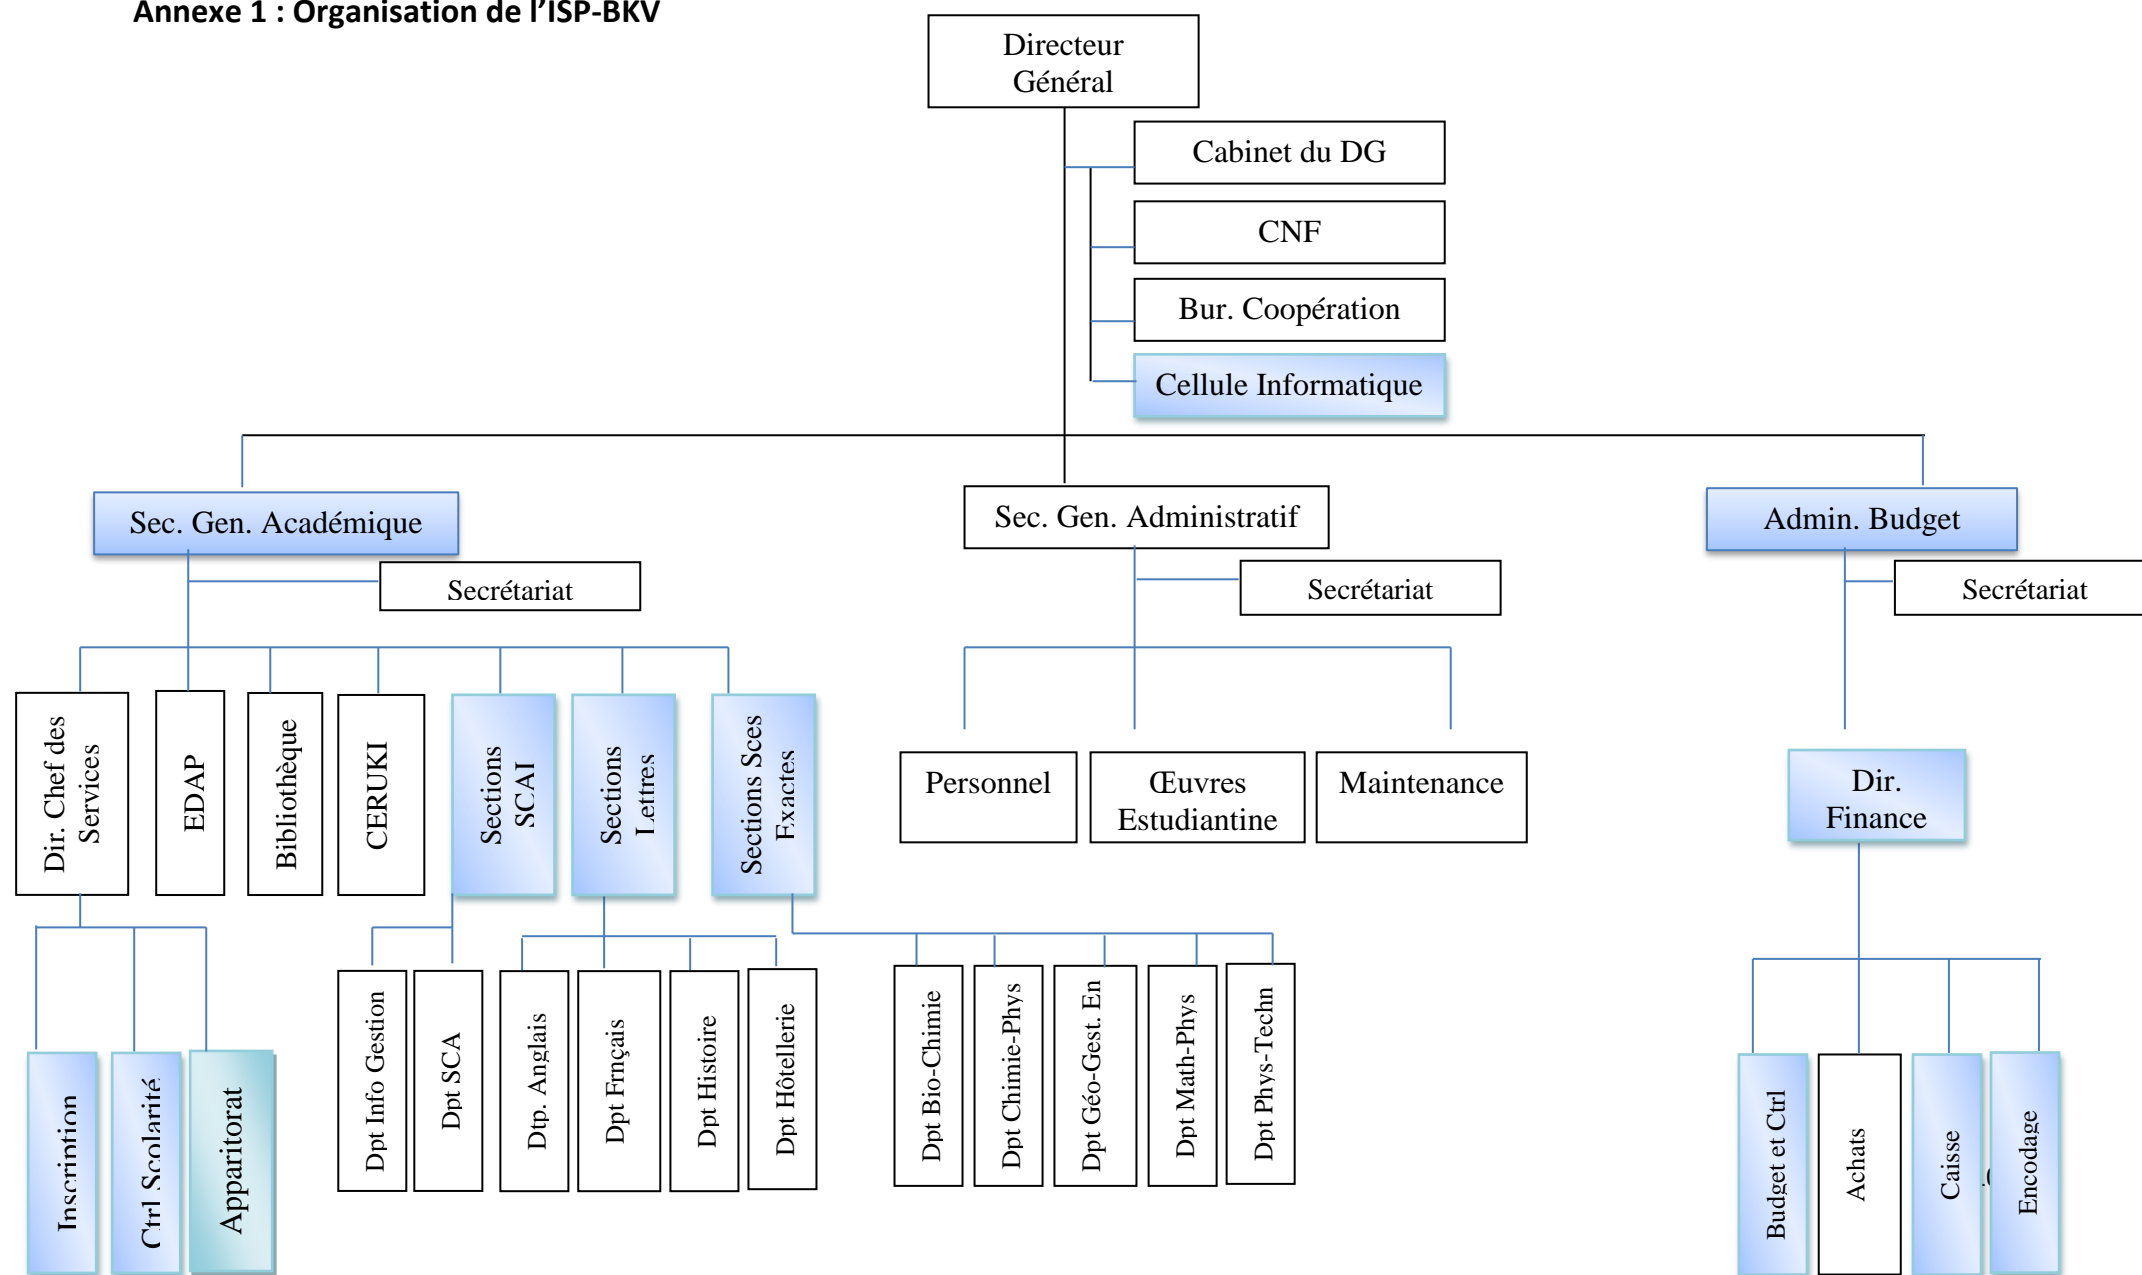 Annexe 1 : Organisation de l'ISP-BKV
Directeur
Général
Cabinet du DG
CNF
Bur. Coopération
Cellule Informatique
Sec. Gen. Académique
Sec. Gen. Administratif
Admin. Budget
Secrétariat
Secrétariat
Secrétariat
Dir. Chef des
Services
EDAP
Bibliothèque
CERUKI
Sections
SCAI
Sections
Lettres
Sections Sces
Exactes
Personnel
Œuvres
Estudiantine
Maintenance
Dir.
Finance
Inscription
Ctrl Scolarité
Apparitorat
Dpt Info Gestion
Dpt SCA
Dtp. Anglais
Dpt Frnçais
Dpt Histoire
Dpt Hôtellerie
Dpt Bio-Chimie
Dpt Chimie-Phys
Dpt Géo-Gest. En
Dpt Math-Phys
Dpt Phys-Techn
Budget et Ctrl
Achats
Caisse
Encodage